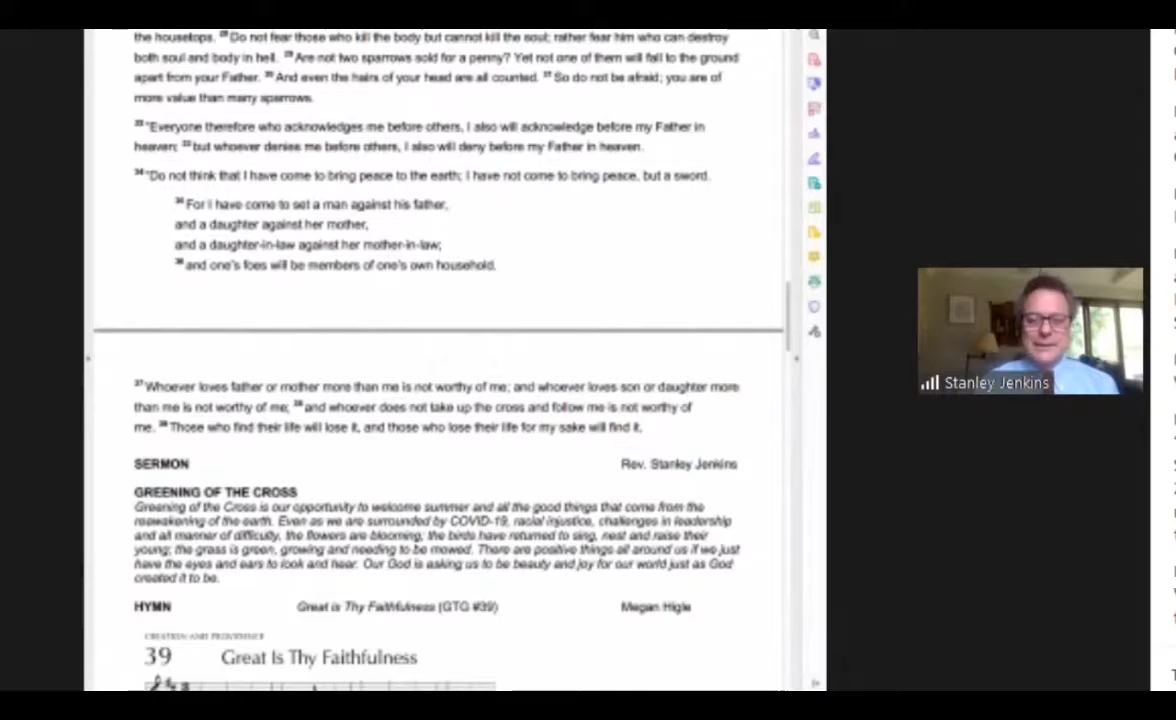 the housetops. 28 Do not fear those who kill the body but cannot kill the soul; rather fear him who can destroy
both soul and body in hell. 29 Are not two sparrows sold for a penny? Yet not one of them will fall to the ground
apart from your Father. 30 And even the hairs of your head are all counted. 31 So do not be afraid; you are of
more value than many sparrows.
32 "Everyone therefore who acknowledges me before others, I also will acknowledge before my Father in
heaven; 33 but whoever denies me before others, I also will deny before my Father in heaven.
34 "Do not think that I have come to bring peace to the earth; I have not come to bring peace, but a sword.
35 For I have come to set a man against his father,
and a daughter against her mother,
and a daughter-in-law against her mother-in-law;
36 and one's foes will be members of one's own household.
37 Whoever loves father or mother more than me is not worthy of me; and whoever loves son or daughter more
than me is not worthy of me; 38 and whoever does not take up the cross and follow me is not worthy of
me. 39 Those who find their life will lose it, and those who lose their life for my sake will find it.
SERMON Rev. Stanley Jenkins
GREENING OF THE CROSS
Greening of the Cross is our opportunity to welcome summer and all the good things that come from the
reawakening of the earth. Even as we are surrounded by COVID-19, racial injustice, challenges in leadership
and all manner of difficulty, the flowers are blooming, the birds have returned to sing, nest and raise their
young; the grass is green, growing and needing to be mowed. There are positive things all around us if we just
have the eyes and ears to look and hear. Our God is asking us to be beauty and joy for our world just as God
created it to be.
HYMN Great is Thy Faithfulness (GTG #39) Megan Higle
CREATION AND PROVIDENCE
39 Great Is Thy Faithfulness
Stanley Jenkins